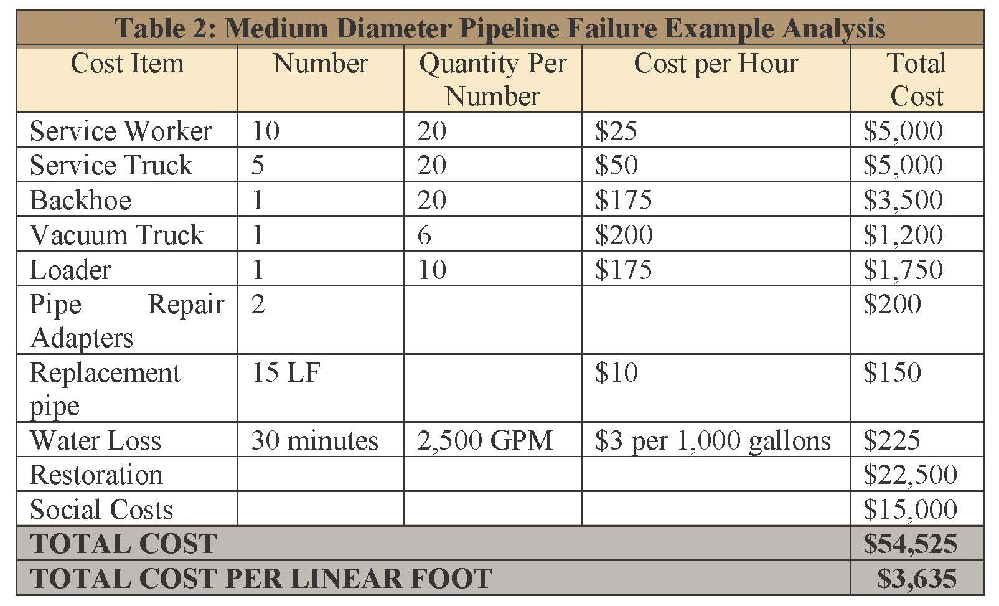 Table 2: Medium Diameter Pipeline Failure Example Analysis
Cost Item Number Quantity Per Number Cost per Hour Total Cost
Service Worker 10 20 $25 $5,000
Service Truck 5 20 $50 $5,000
Backhoe 1 20 $175 $3,500
Vacuum Truck 1 6 $200 $1,200
Loader 1 10 $175 $1,750
Pipe Repair Adapters 2 $200
Replacement pipe 15 LF $10 $150
Water Loss 30 minutes 2,500 GPM $3 per 1,000 gallons $225
Restoration $22,500
Social Costs $15,000
TOTAL COST $54,525
TOTAL COST PER LINEAR FOOT $3,635